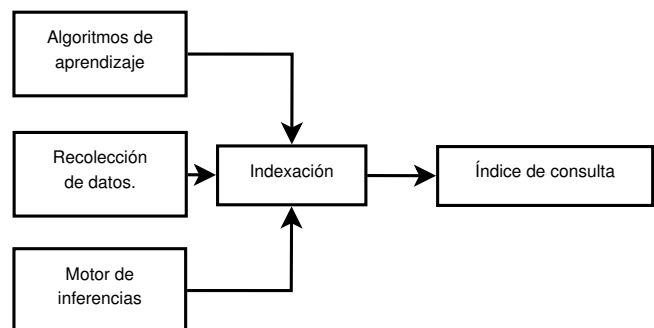 Algoritmos de
aprendizaje
Recolección
de datos.
Indexación
Índice de consulta
Motor de
inferencias